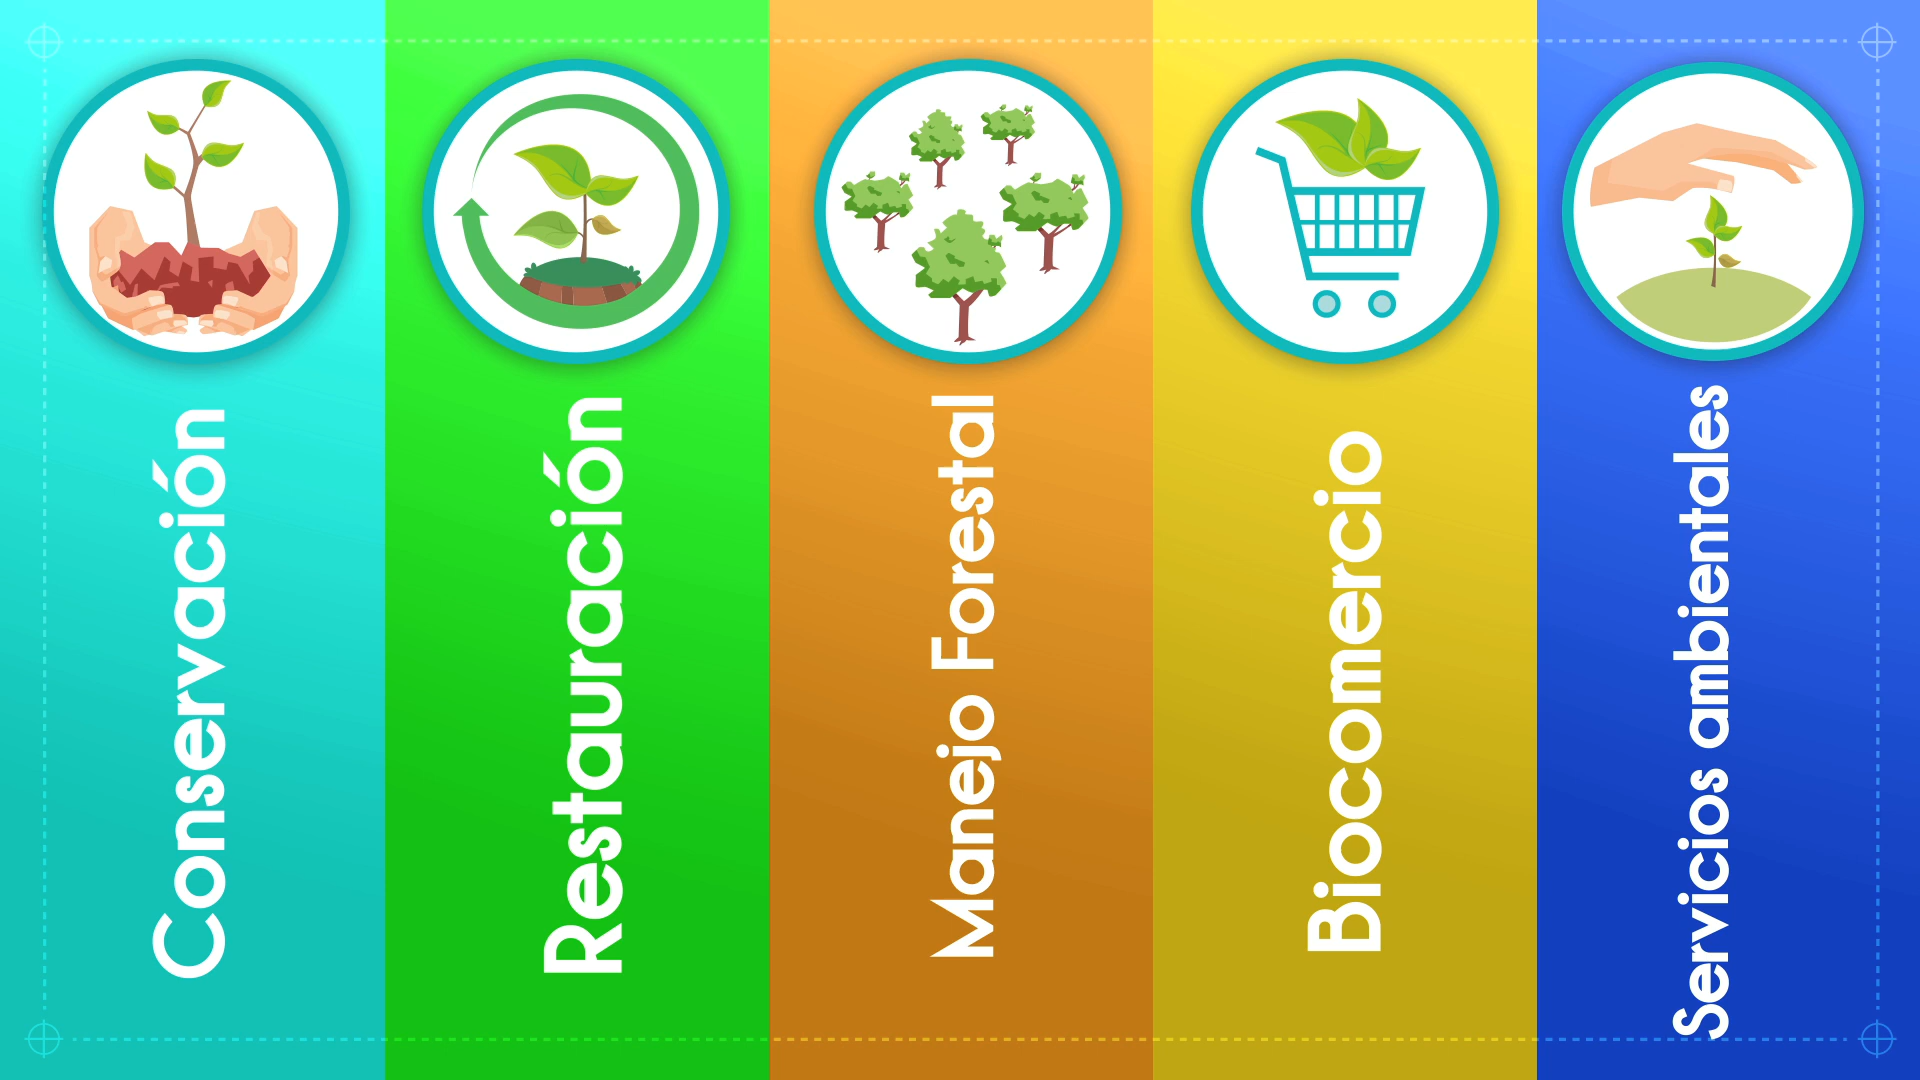 Conservación
Restauración
Manejo Forestal
Biocomercio
Servicios ambientales